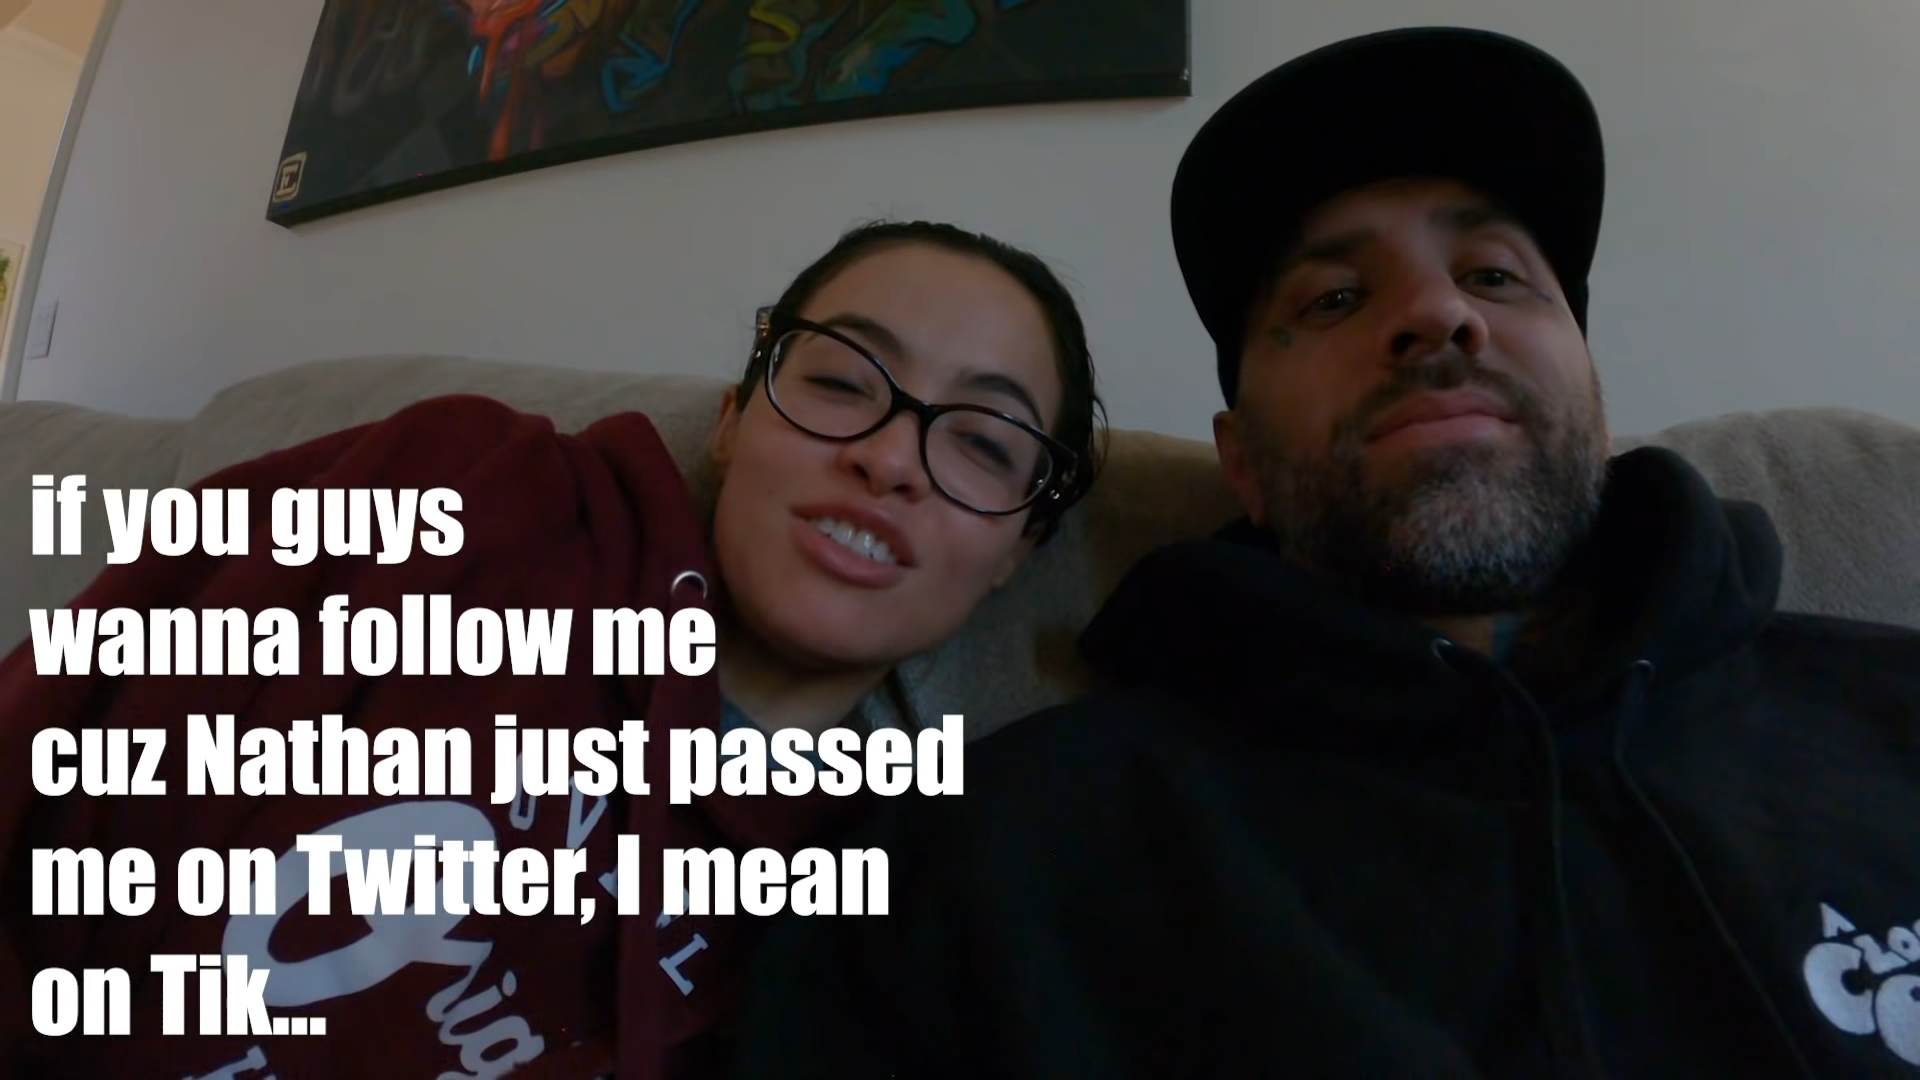 if you guys
wanna follow me
cuz Nathan just passed
me on Twitter, I mean
on Tik...